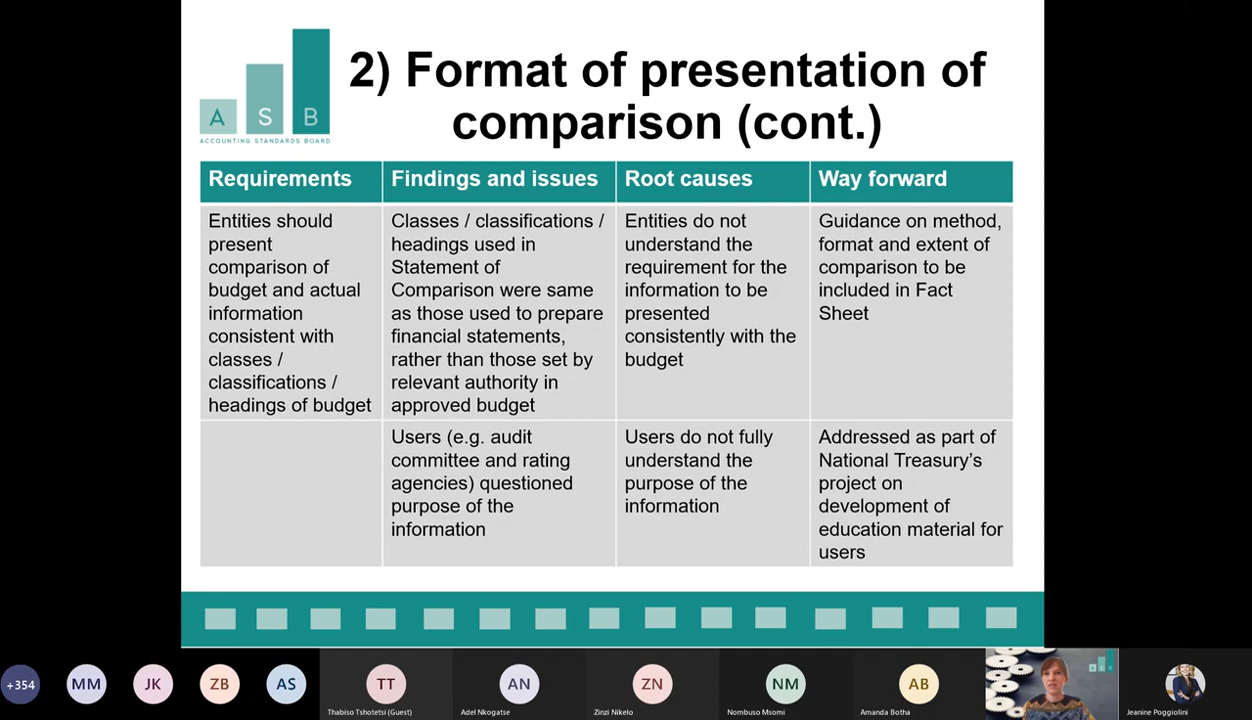 2) Format of presentation of
comparison (cont.)
A S B
ACCOUNTING STANDARDS BOARD
Requirements
Findings and issues
Root causes
Way forward
Entities should
present
comparison of
budget and actual
information
consistent with
classes /
classifications /
headings of budget
Classes / classifications /
headings used in
Statement of
Comparison were same
as those used to prepare
financial statements,
rather than those set by
relevant authority in
approved budget
Entities do not
understand the
requirement for the
information to be
presented
consistently with the
budget
Guidance on method,
format and extent of
comparison to be
included in Fact
Sheet
Users (e.g. audit
committee and rating
agencies) questioned
purpose of the
information
Users do not fully
understand the
purpose of the
information
Addressed as part of
National Treasury's
project on
development of
education material for
users
+354
MM
JK
ZB
AS
TT
Thabiso Tshotetsi (Guest)
AN
Adel Nkogatse
ZN
Zinzi Nikelo
NM
Nombuso Msomi
AB
Amanda Botha
Jeanine Poggiolini